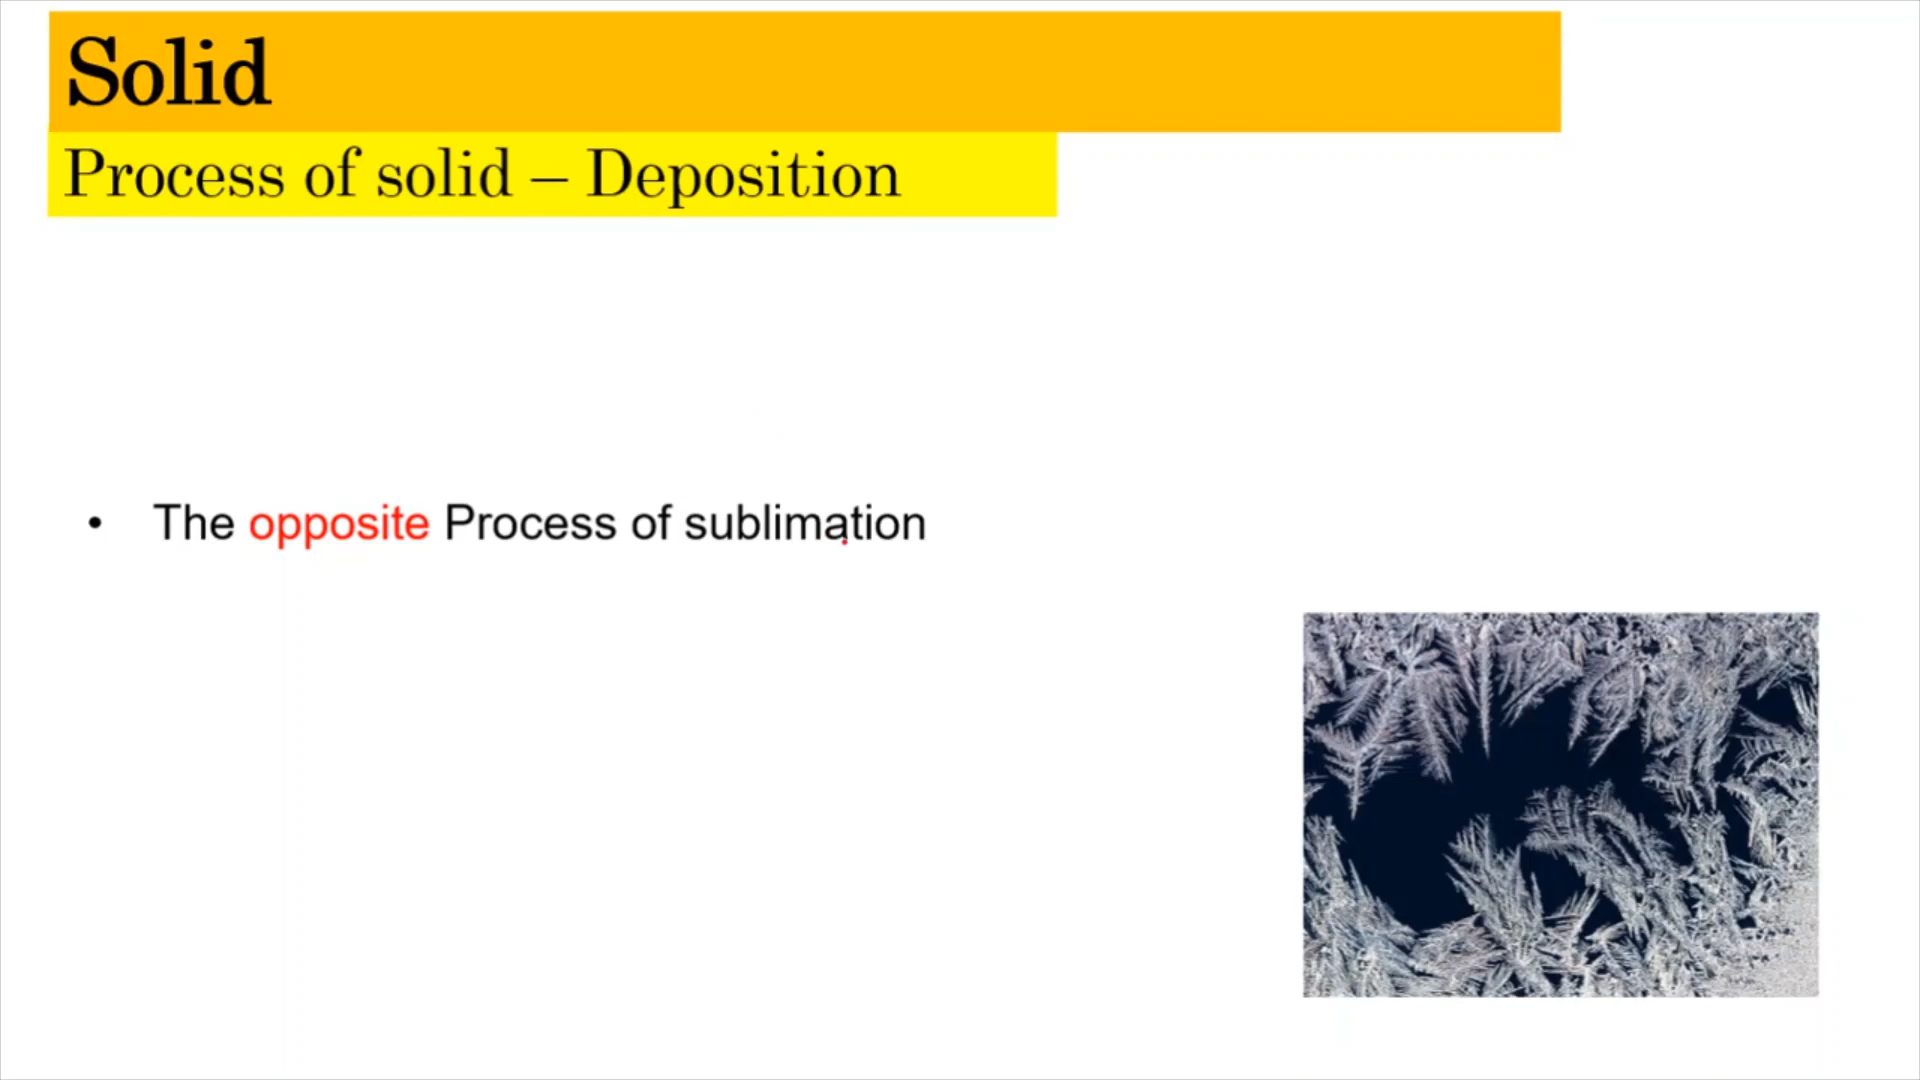 Solid
Process of solid – Deposition
• The opposite Process of sublimation